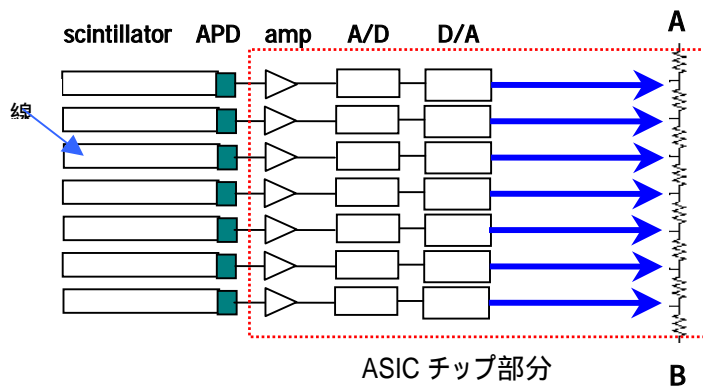 scintillator APD amp A/D D/A A
線
ASIC チップ部分
B